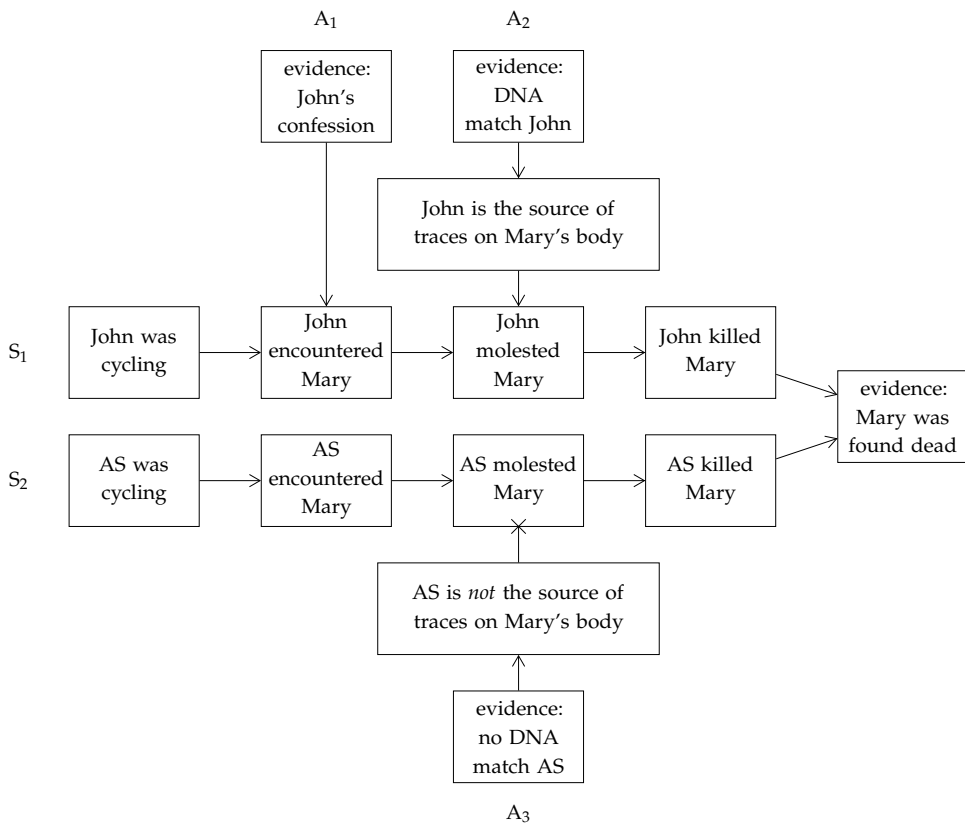 A₁
A₂
evidence:
John's
confession
evidence:
DNA
match John
John is the source of
traces on Mary's body
S₁
John was
cycling
John
encountered
Mary
John
molested
Mary
John killed
Mary
evidence:
Mary was
found dead
S₂
AS was
cycling
AS
encountered
Mary
AS molested
Mary
AS killed
Mary
AS is not the source of
traces on Mary's body
evidence:
no DNA
match AS
A₃